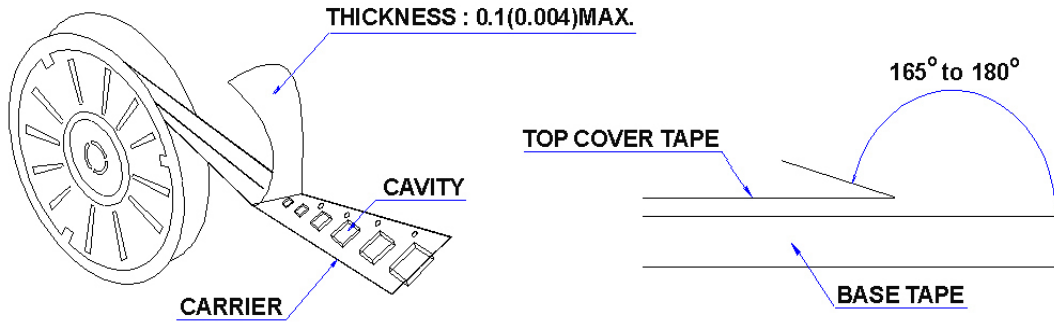 THICKNESS : 0.1(0.004)MAX.
165° to 180°
TOP COVER TAPE
CAVITY
CARRIER
BASE TAPE